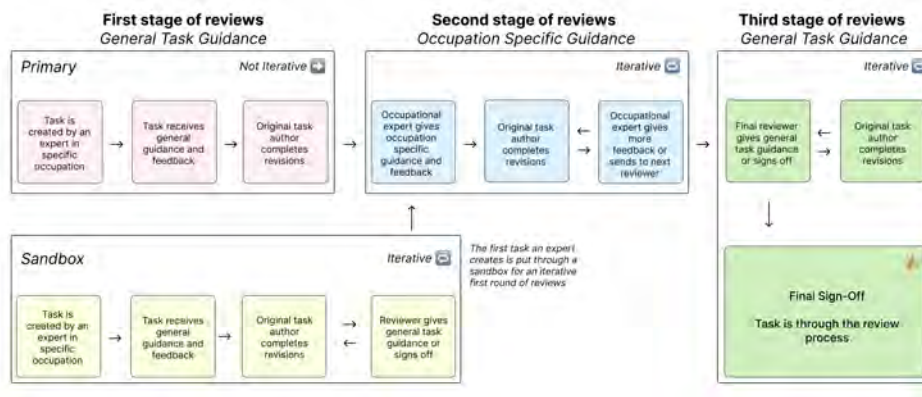 First stage of reviews
General Task Guidance
Second stage of reviews
Occupation Specific Guidance
Third stage of reviews
General Task Guidance
Primary
Not Iterative
Task is
created by an
expert in
specific
occupation
Task receives
general
guidance and
feedback
Original task
author
completes
revisions
Iterative
Occupational
expert gives
occupation
specific
guidance and
feedback
Original task
author
completes
revisions
Occupational
expert gives
more
feedback or
sends to next
reviewer
Iterative
Final reviewer
gives general
task guidance
or signs off
Original task
author
completes
revisions
Sandbox
Iterative
The first task an expert
creates is put through a
sandbox for an iterative
first round of reviews
Task is
created by an
expert in
specific
occupation
Task receives
general
guidance and
feedback
Original task
author
completes
revisions
Reviewer gives
general task
guidance or
signs off
Final Sign-Off
Task is through the review
process